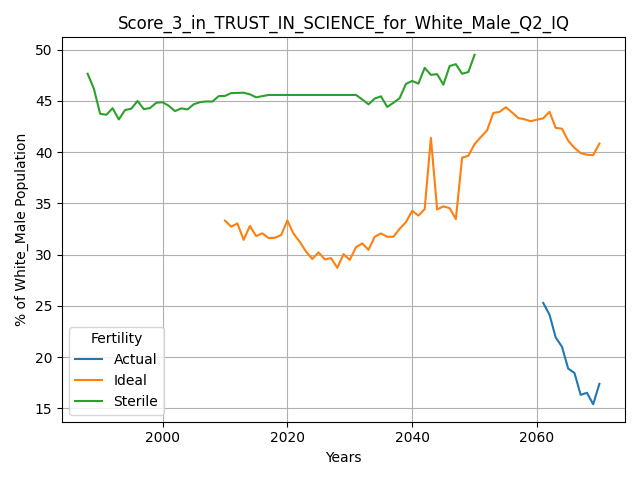 Score_3_in_TRUST_IN_SCIENCE_for_White_Male_Q2_IQ
50
45
40
35
30
25
20
15
% of White_Male Population
Fertility
Actual
Ideal
Sterile
2000
2020
2040
2060
Years